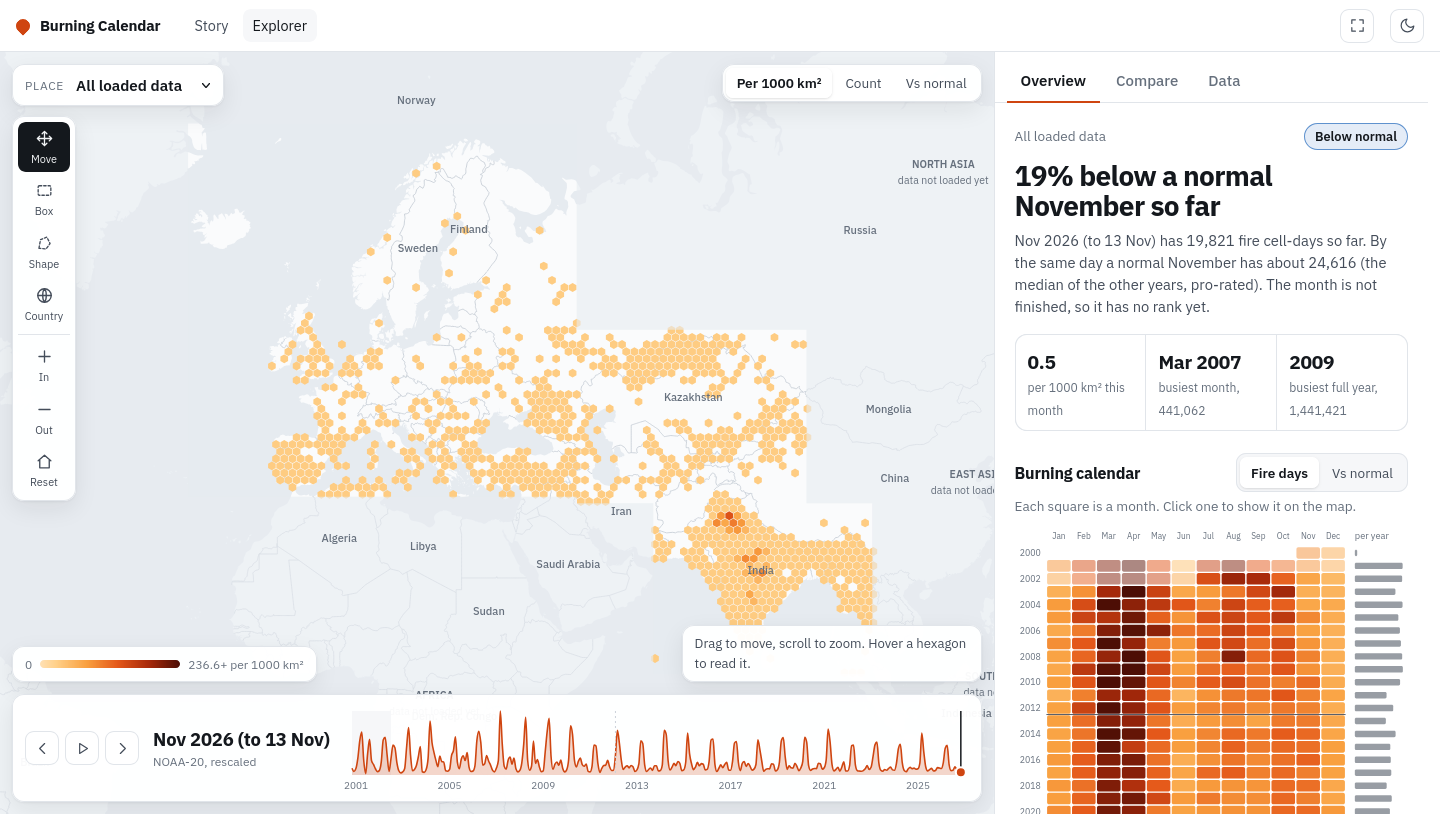 Burning Calendar
Story
Explorer
PLACE All loaded data
Per 1000 km²
Count
Vs normal
Move
Box
Shape
Country
In
Out
Reset
Norway
NORTH ASIA
data not loaded yet
Russia
Finland
Sweden
Kazakhstan
Mongolia
China
EAST ASI
data not loade
Iran
Algeria
Libya
Saudi Arabia
India
Sudan
Drag to move, scroll to zoom. Hover a hexagon
to read it.
0
236.6+ per 1000 km²
Nov 2026 (to 13 Nov)
NOAA-20, rescaled
2001
2005
2009
2013
2017
2021
2025
Overview
Compare
Data
All loaded data
Below normal
19% below a normal
November so far
Nov 2026 (to 13 Nov) has 19,821 fire cell-days so far. By
the same day a normal November has about 24,616 (the
median of the other years, pro-rated). The month is not
finished, so it has no rank yet.
0.5
per 1000 km² this
month
Mar 2007
busiest month,
441,062
2009
busiest full year,
1,441,421
Burning calendar
Fire days
Vs normal
Each square is a month. Click one to show it on the map.
Jan Feb Mar Apr May Jun Jul Aug Sep Oct Nov Dec per year
2000
2002
2004
2006
2008
2010
2012
2014
2016
2018
2020